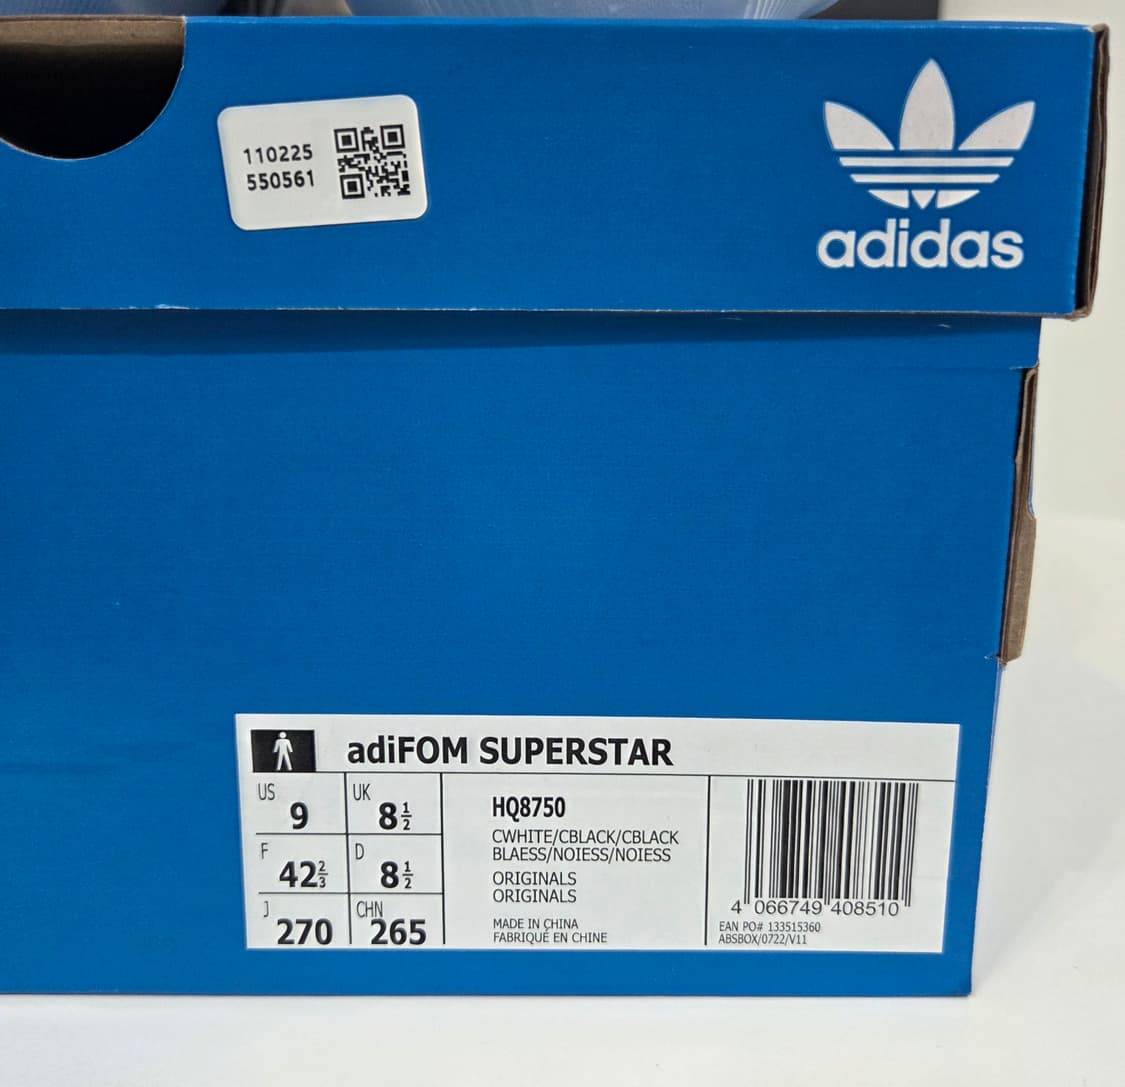 110225
550561
adidas
adiFOM SUPERSTAR
US
9
UK
8½
F
42⅔
D
8½
J
270
CHN
265
HQ8750
CWHITE/CBLACK/CBLACK
BLAESS/NOIESS/NOIESS
ORIGINALS
ORIGINALS
MADE IN CHINA
FABRIQUÉ EN CHINE
4 066749 408510
EAN PO# 133515360
ABSBOX/0722/V11